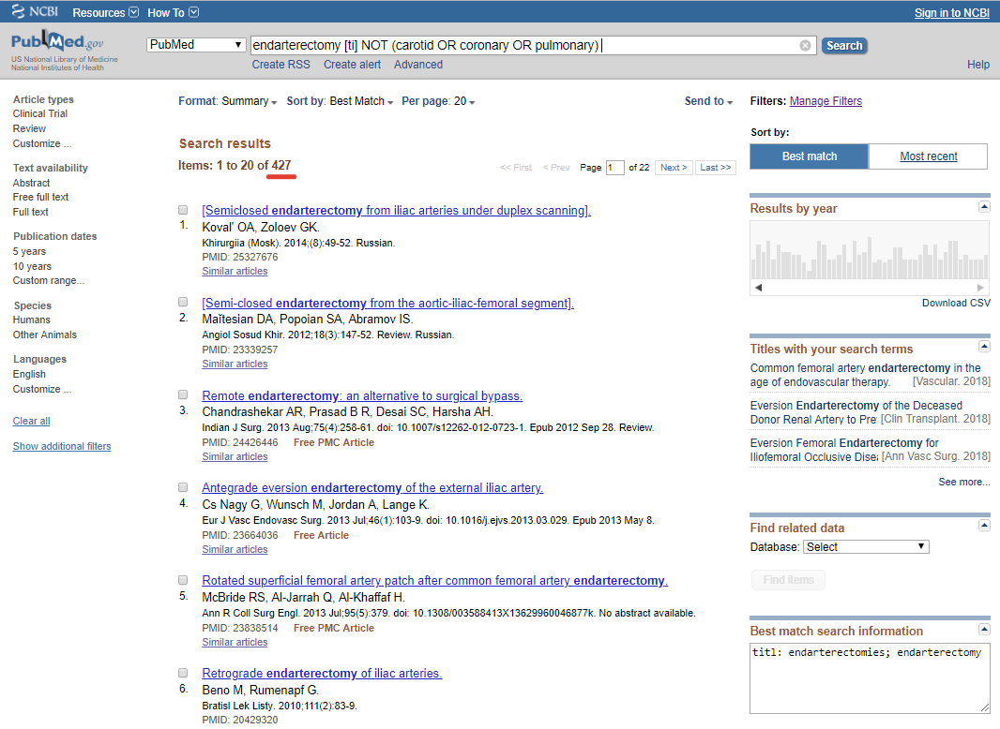 NCBI Resources How To Sign in to NCBI
PubMed.gov
US National Library of Medicine
National Institutes of Health
PubMed
endarterectomy [ti] NOT (carotid OR coronary OR pulmonary)
Search
Create RSS Create alert Advanced
Help
Article types
Clinical Trial
Review
Customize ...
Text availability
Abstract
Free full text
Full text
Publication dates
5 years
10 years
Custom range...
Species
Humans
Other Animals
Languages
English
Customize ...
Clear all
Show additional filters
Format: Summary Sort by: Best Match Per page: 20 Send to
Search results
Items: 1 to 20 of 427
<< First < Prev Page 1 of 22 Next > Last >>
[Semiclosed endarterectomy from iliac arteries under duplex scanning].
1. Koval' OA, Zoloev GK.
Khirurgiia (Mosk). 2014;(8):49-52. Russian.
PMID: 25327676
Similar articles
[Semi-closed endarterectomy from the aortic-iliac-femoral segment].
2. Maĭtesian DA, Popoian SA, Abramov IS.
Angiol Sosud Khir. 2012;18(3):147-52. Review. Russian.
PMID: 23339257
Similar articles
Remote endarterectomy: an alternative to surgical bypass.
3. Chandrashekar AR, Prasad B R, Desai SC, Harsha AH.
Indian J Surg. 2013 Aug;75(4):258-61. doi: 10.1007/s12262-012-0723-1. Epub 2012 Sep 28. Review.
PMID: 24426446 Free PMC Article
Similar articles
Antegrade eversion endarterectomy of the external iliac artery.
4. Cs Nagy G, Wunsch M, Jordan A, Lange K.
Eur J Vasc Endovasc Surg. 2013 Jul;46(1):103-9. doi: 10.1016/j.ejvs.2013.03.029. Epub 2013 May 8.
PMID: 23664036 Free Article
Similar articles
Rotated superficial femoral artery patch after common femoral artery endarterectomy.
5. McBride RS, Al-Jarrah Q, Al-Khaffaf H.
Ann R Coll Surg Engl. 2013 Jul;95(5):379. doi: 10.1308/003588413X13629960046877k. No abstract available.
PMID: 23838514 Free PMC Article
Similar articles
Retrograde endarterectomy of iliac arteries.
6. Beno M, Rumenapf G.
Bratisl Lek Listy. 2010;111(2):83-9.
PMID: 20429320
Filters: Manage Filters
Sort by:
Best match Most recent
Results by year
Download CSV
Titles with your search terms
Common femoral artery endarterectomy in the
age of endovascular therapy. [Vascular. 2018]
Eversion Endarterectomy of the Deceased
Donor Renal Artery to Pre [Clin Transplant. 2018]
Eversion Femoral Endarterectomy for
Iliofemoral Occlusive Disea [Ann Vasc Surg. 2018]
See more...
Find related data
Database: Select
Find items
Best match search information
titl: endarterectomies; endarterectomy